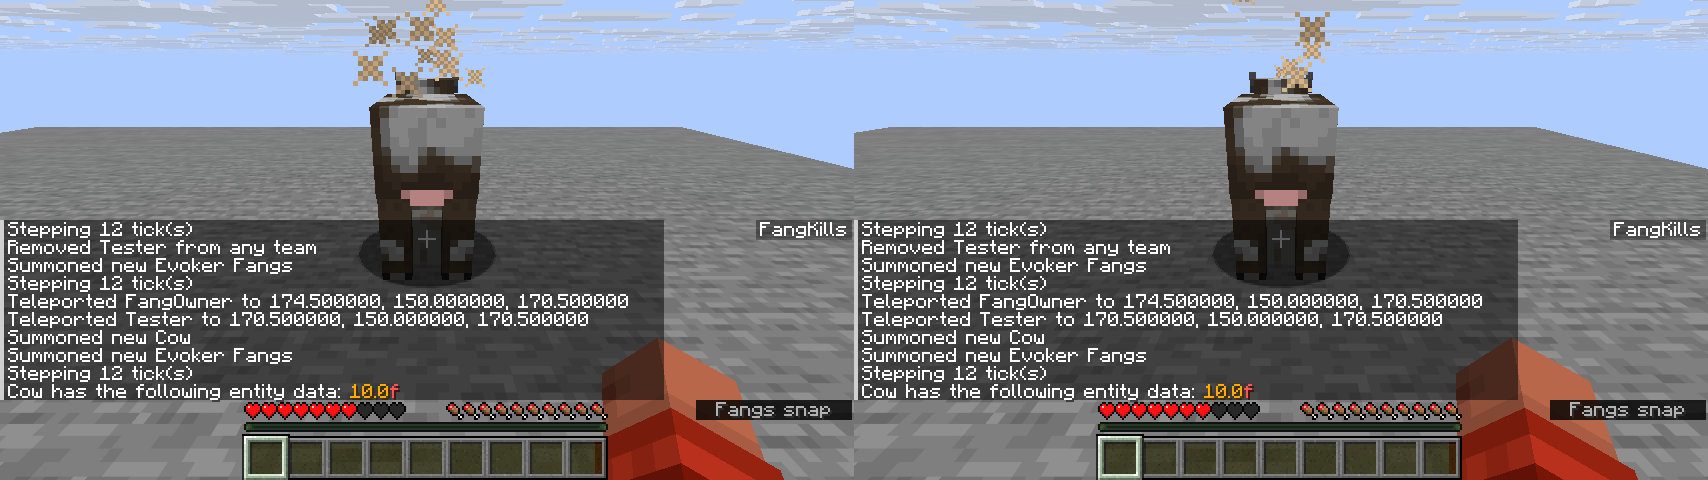 Stepping 12 tick(s)
Removed Tester from any team
Summoned new Evoker Fangs
Stepping 12 tick(s)
Teleported FangOwner to 174.500000, 150.000000, 170.500000
Teleported Tester to 170.500000, 150.000000, 170.500000
Summoned new Cow
Summoned new Evoker Fangs
Stepping 12 tick(s)
Cow has the following entity data: 10.0f
FangKills
Fangs snap
Stepping 12 tick(s)
Removed Tester from any team
Summoned new Evoker Fangs
Stepping 12 tick(s)
Teleported FangOwner to 174.500000, 150.000000, 170.500000
Teleported Tester to 170.500000, 150.000000, 170.500000
Summoned new Cow
Summoned new Evoker Fangs
Stepping 12 tick(s)
Cow has the following entity data: 10.0f
FangKills
Fangs snap